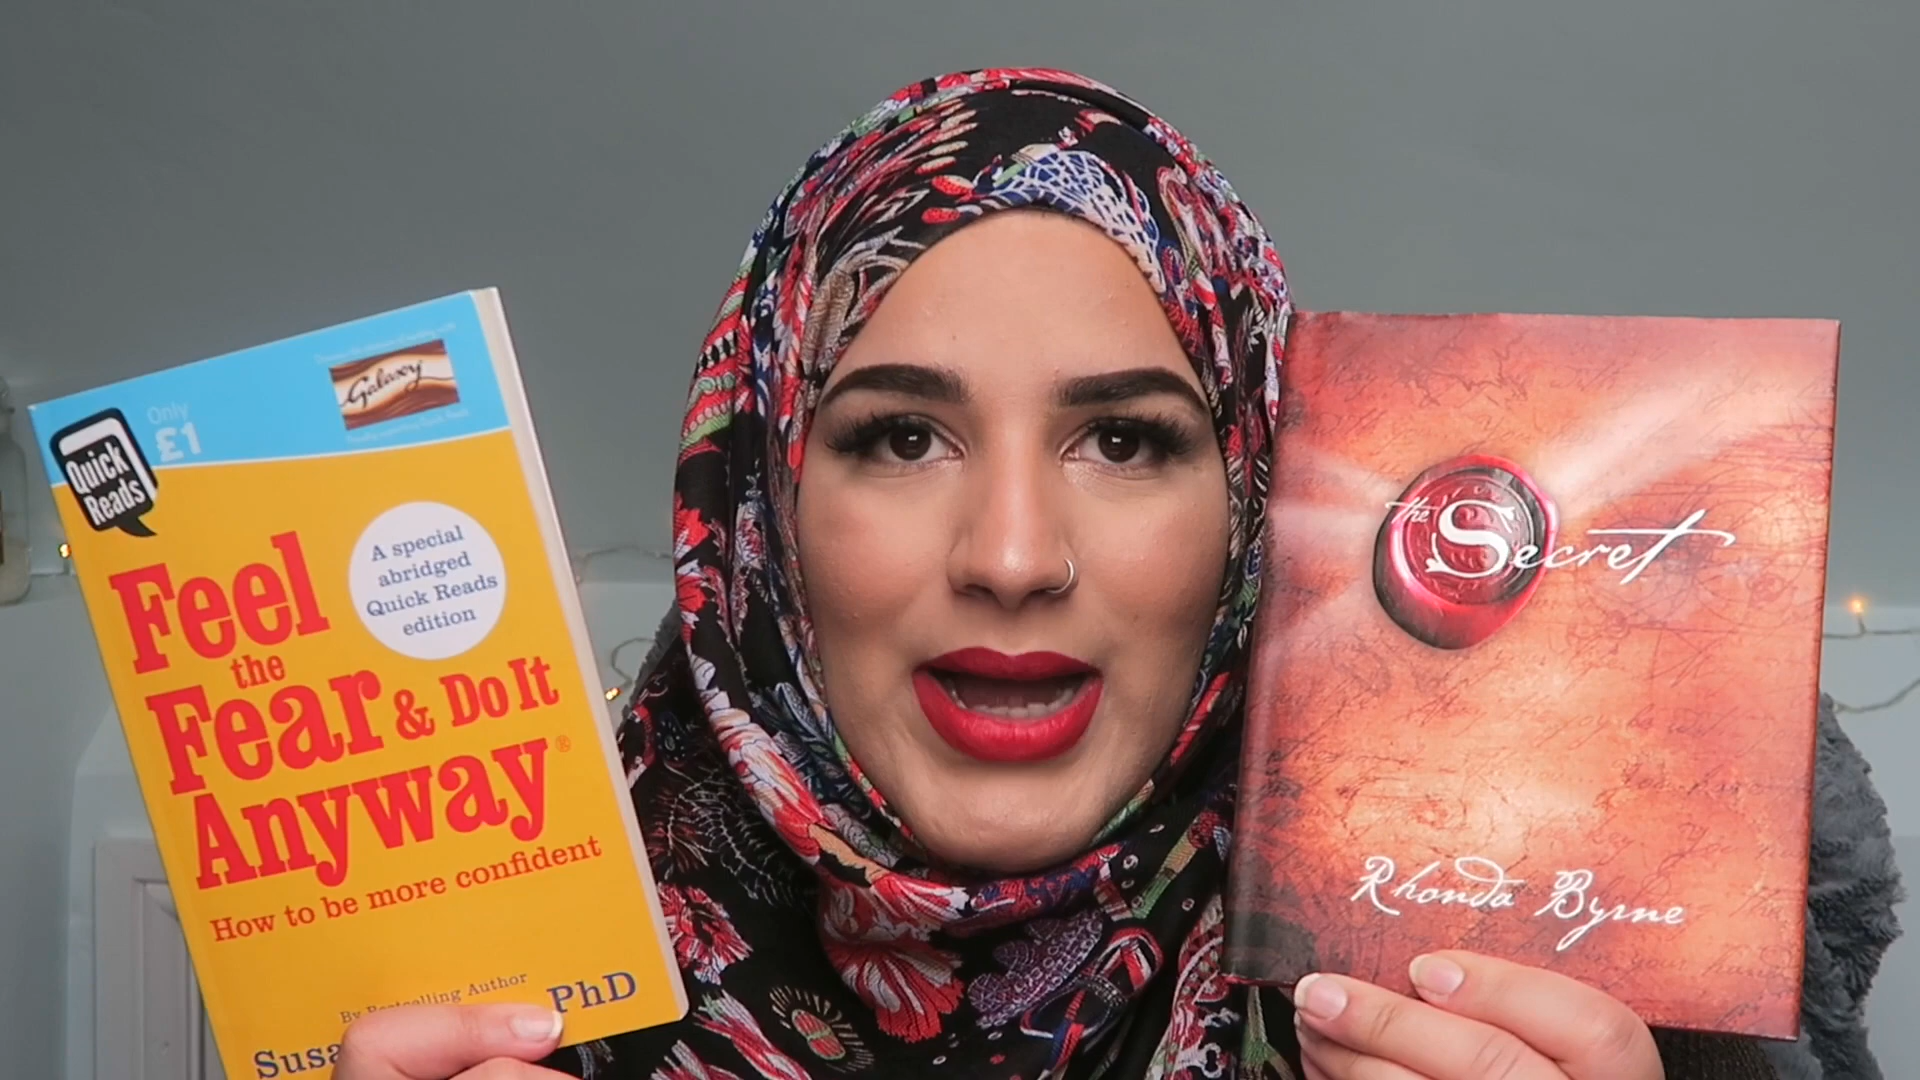 Only
£1
Galaxy
Quick
Reads
A special
abridged
Quick Reads
edition
Feel
the
Fear & Do It
Anyway®
How to be more confident
By Bestselling Author
PhD
the Secret
Rhonda Byrne